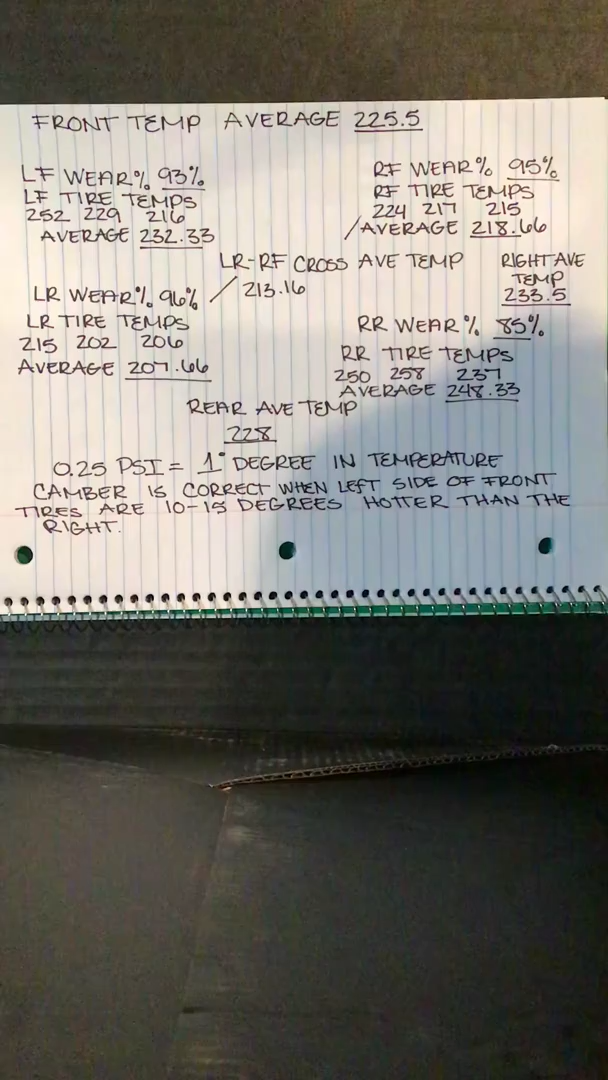 FRONT TEMP AVERAGE 225.5
LF WEAR% 93%
LF TIRE TEMPS
252 229 216
AVERAGE 232.33
RF WEAR% 95%
RF TIRE TEMPS
224 217 215
/AVERAGE 218.66
LR-RF CROSS AVE TEMP
/ 213.16
RIGHT AVE
TEMP
233.5
LR WEAR% 96%
LR TIRE TEMPS
215 202 206
AVERAGE 207.66
RR WEAR% 85%
RR TIRE TEMPS
250 258 237
AVERAGE 248.33
REAR AVE TEMP
228
0.25 PSI = 1° DEGREE IN TEMPERATURE
CAMBER IS CORRECT WHEN LEFT SIDE OF FRONT
TIRES ARE 10-15 DEGREES HOTTER THAN THE
RIGHT.